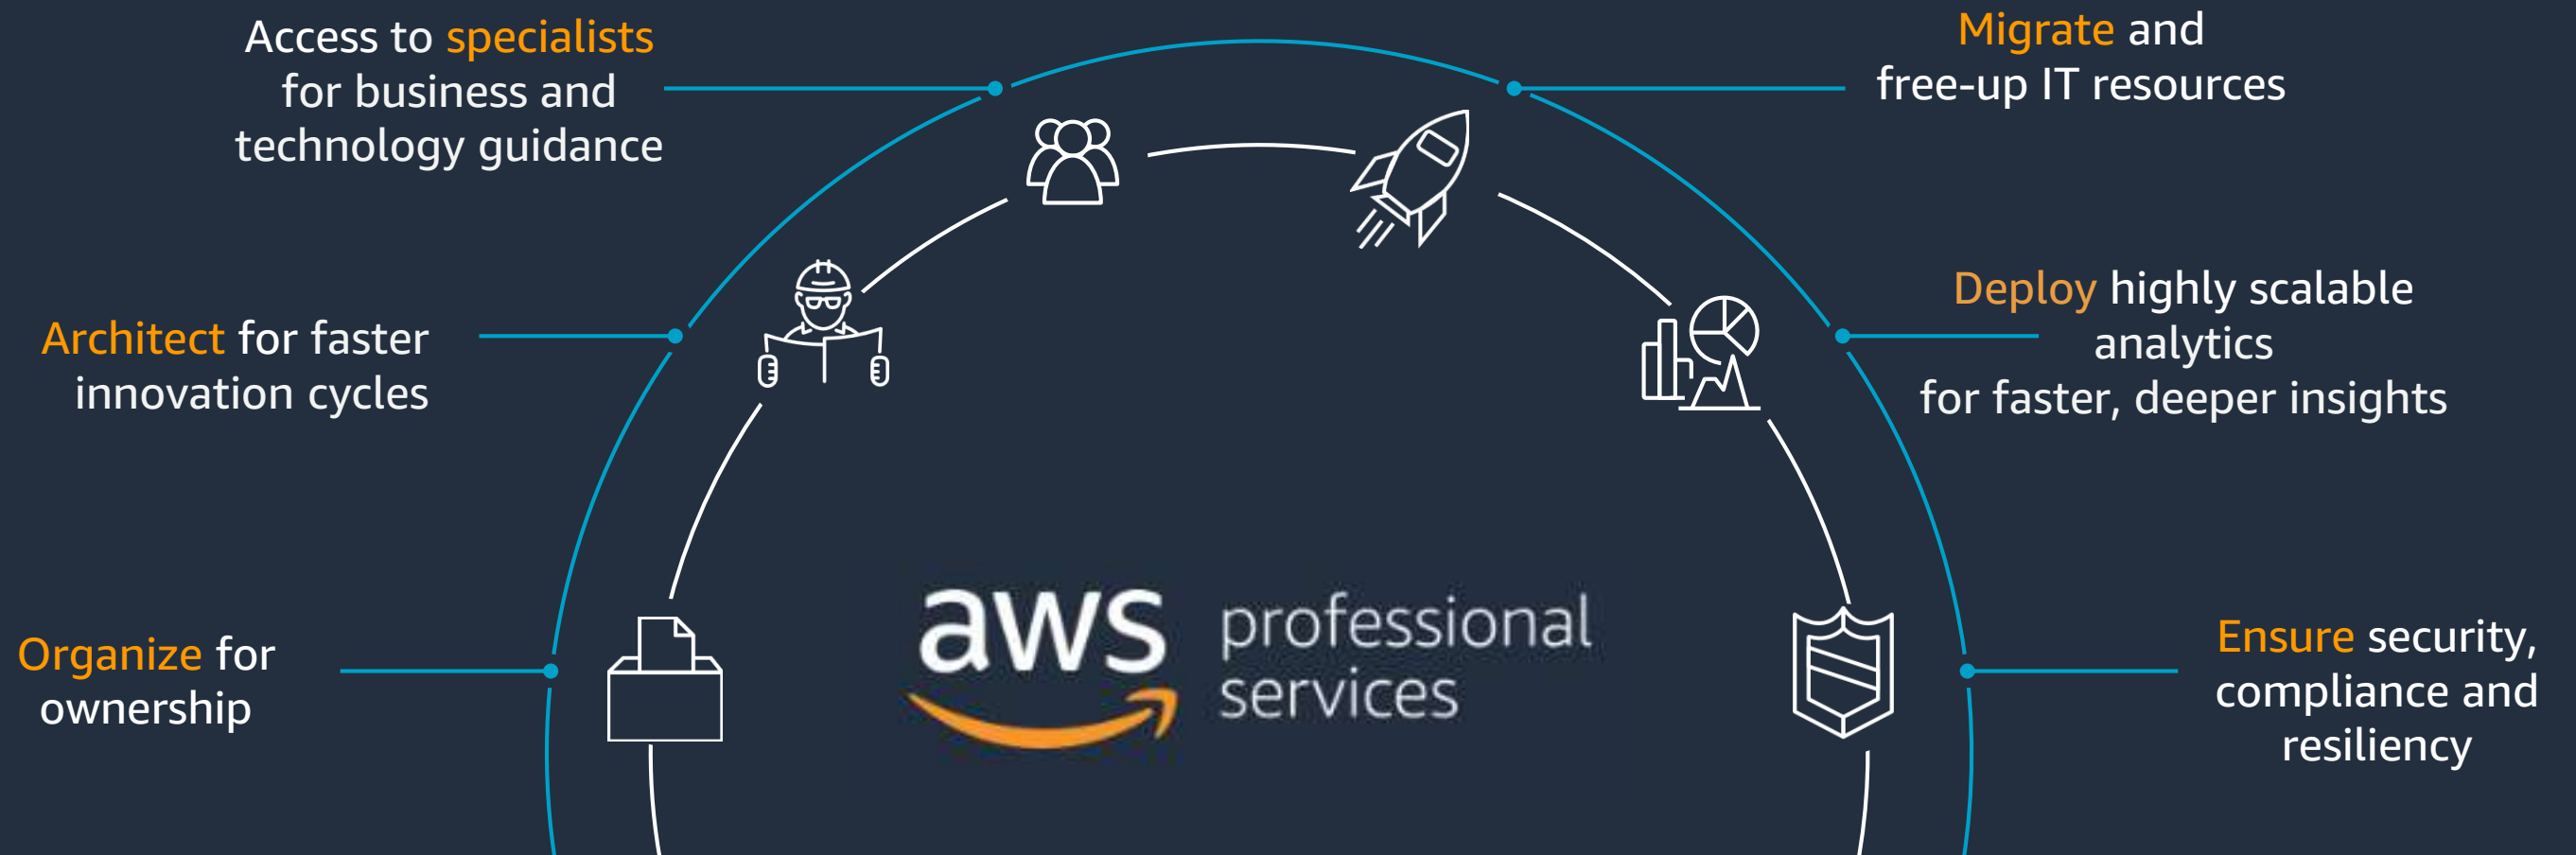 Access to specialists
for business and
technology guidance
Migrate and
free-up IT resources
Architect for faster
innovation cycles
Deploy highly scalable
analytics
for faster, deeper insights
Organize for
ownership
aws professional
services
Ensure security,
compliance and
resiliency